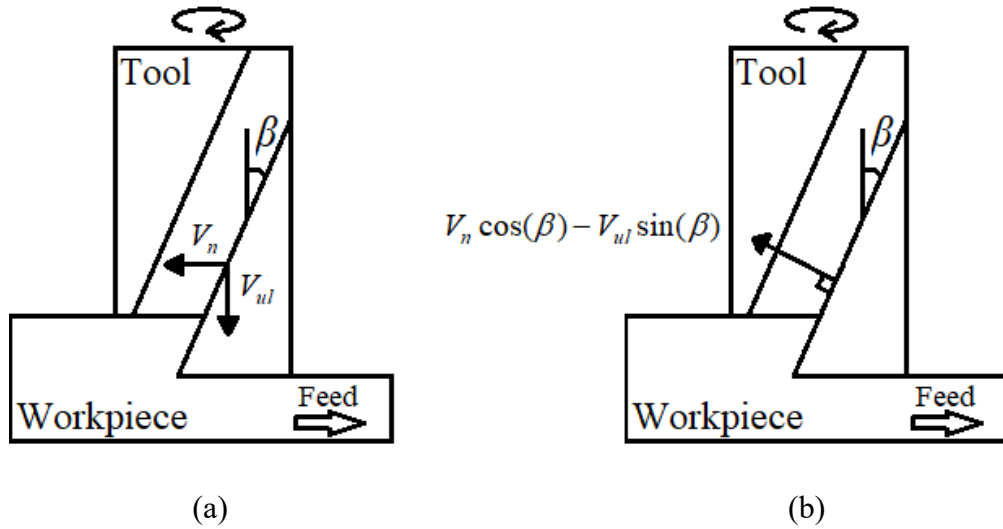 Tool
β
V_n
V_ul
Feed
Workpiece
(a)
Tool
β
V_n cos(β) − V_ul sin(β)
Feed
Workpiece
(b)